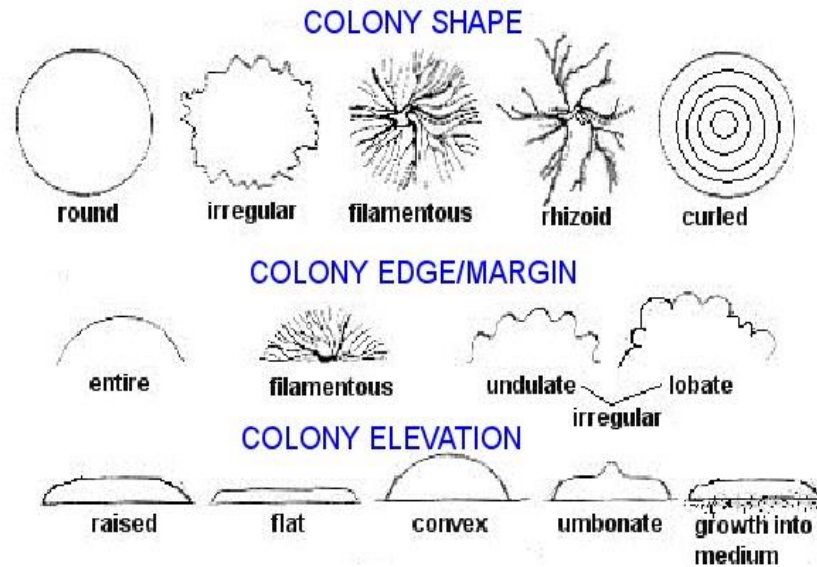 COLONY SHAPE
round irregular filamentous rhizoid curled
COLONY EDGE/MARGIN
entire filamentous undulate lobate
irregular
COLONY ELEVATION
raised flat convex umbonate growth into
medium